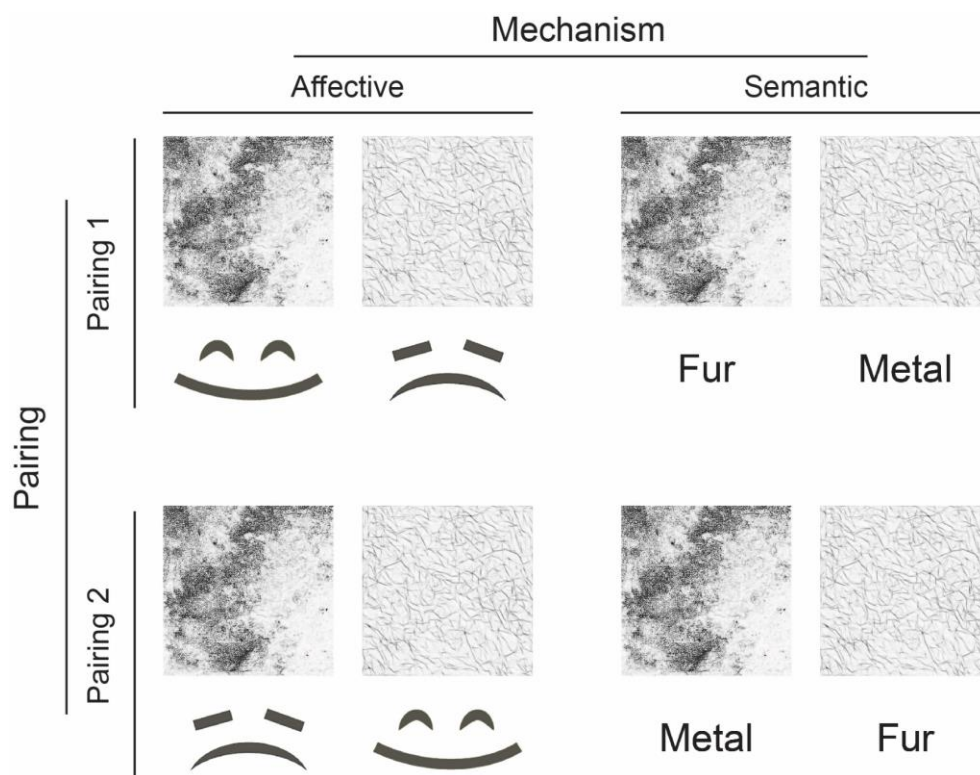 Mechanism
Affective Semantic
Pairing
Pairing 1
Fur Metal
Pairing 2
Metal Fur